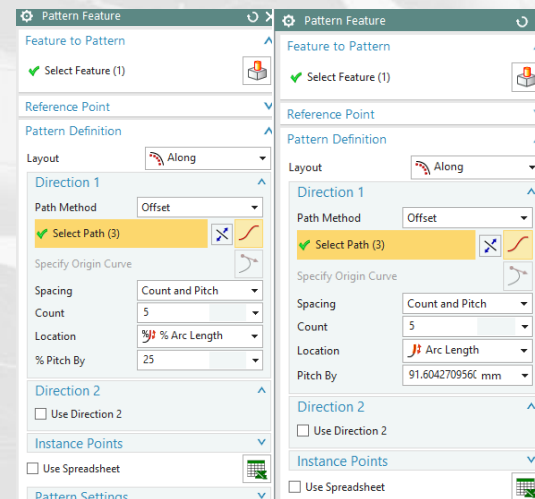 Pattern Feature
Feature to Pattern
Select Feature (1)
Reference Point
Pattern Definition
Layout Along
Direction 1
Path Method Offset
Select Path (3)
Specify Origin Curve
Spacing Count and Pitch
Count 5
Location % Arc Length
% Pitch By 25
Direction 2
Use Direction 2
Instance Points
Use Spreadsheet
Pattern Settings
Pattern Feature
Feature to Pattern
Select Feature (1)
Reference Point
Pattern Definition
Layout Along
Direction 1
Path Method Offset
Select Path (3)
Specify Origin Curve
Spacing Count and Pitch
Count 5
Location Arc Length
Pitch By 91.604270956 mm
Direction 2
Use Direction 2
Instance Points
Use Spreadsheet